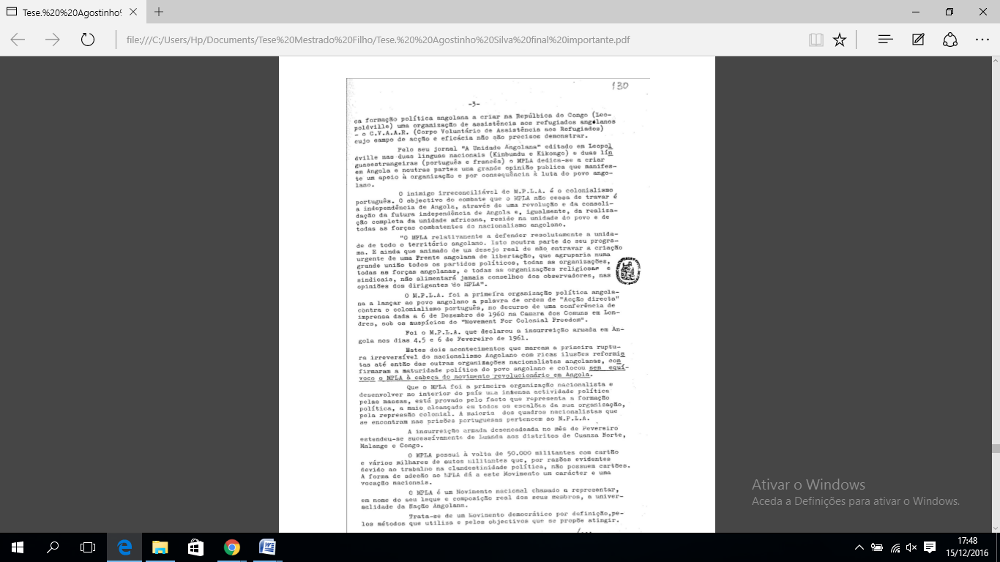 Tese.%20%20Agostinho%
file:///C:/Users/Hp/Documents/Tese%20Mestrado%20Filho/Tese.%20%20Agostinho%20Silva%20final%20importante.pdf
130
-3-
ca formação política angolana a criar na Repúlbica do Congo (Leo-
poldville) uma organização de assistência aos refugiados angolanos
- o C.V.A.A.R. (Corpo Voluntário de Assistência aos Refugiados)
cujo campo de acção e eficácia não são precisos demonstrar.
Pelo seu jornal "A Unidade Angolana" editado em Leopol
dville nas duas linguas nacionais (Kinbundu e Kikongo) e duas lín
guasestrangeiras (português e francês) o MPLA dedica-se a criar
em Angola e noutras partes uma grande opinião publica que manifes-
te um apoio à organização e por consequência à luta do povo ango-
lano.
O inimigo irreconciliável do M.P.L.A. é o colonialismo
português. O objectivo do combate que o MPLA não cessa de travar é
a independência de Angola, através de uma revolução e da consoli-
dação da futura independência de Angola e, igualmente, da realiza-
ção completa da unidade africana, reside na unidade do povo e de
todas as forças combatentes do nacionalismo angolano.
"O MPLA relativamente a defender resolutamente a unida-
de de todo o território angolano. Isto noutra parte do seu progra-
ma. E ainda que animado de um desejo real de não entravar a criação
urgente de uma Frente angolana de libertação, que agruparia numa
grande união todos os partidos políticos, todas as organizações,
todas as forças angolanas, e todas as organizações religiosas e
sindicais, não alimentará jamais conselhos dos observadores, nas
opiniões dos dirigentes do MPLA".
O M.P.L.A. foi a primeira organização política angola-
na a lançar ao povo angolano a palavra de ordem de "Acção directa"
contra o colonialismo português, no decurso de uma conferência de
imprensa dada a 6 de Dezembro de 1960 na Camara dos Comuns em Lon-
dres, sob os auspícios do "Movement For Colonial Freedom".
Foi o M.P.L.A. que declarou a insurreição armada em An-
gola nos dias 4,5 e 6 de Fevereiro de 1961.
Estes dois acontecimentos que marcam a primeira ruptu-
ra irreversível do nacionalismo Angolano com ricas ilusões reformis
tas até então das outras organizações nacionalistas angolanas, con
firmaram a maturidade política do povo angolano e colocou sem equí-
voco o MPLA à cabeça do movimento revolucionário em Angola.
Que o MPLA foi a primeira organização nacionalista e
desenvolver no interior do país uma intensa actividade política
pelas massas, está provado pelo facto que representa a formação
política, a mais alcançada em todos os escalões da sua organisação,
pela repressão colonial. A maioria dos quadros nacionalistas que
se encontram nas prisões portuguesas pertencem ao M.P.L.A.
A insurreição armada desencadeada no mês de Fevereiro
estendeu-se sucessivamente de Luanda aos distritos de Cuanza Norte,
Malange e Congo.
O MPLA possui à volta de 50.000 militantes com cartão
e vários milhares de outos militantes que, por razões evidentes
devido ao trabalho na clandestinidade política, não possuem cartões.
A forma de adesão ao MPLA dá a este Movimento um carácter e uma
vocação nacionais.
O MPLA é um Movimento nacional chamado a representar,
em nome do seu leque e composição real dos seus membros, a univer-
salidade da Nação Angolana.
Trata-se de um Movimento democrático por definição,pe-
los métodos que utiliza e pelos objectivos que se propõe atingir.
/...
Ativar o Windows
Aceda a Definições para ativar o Windows.
17:48
15/12/2016